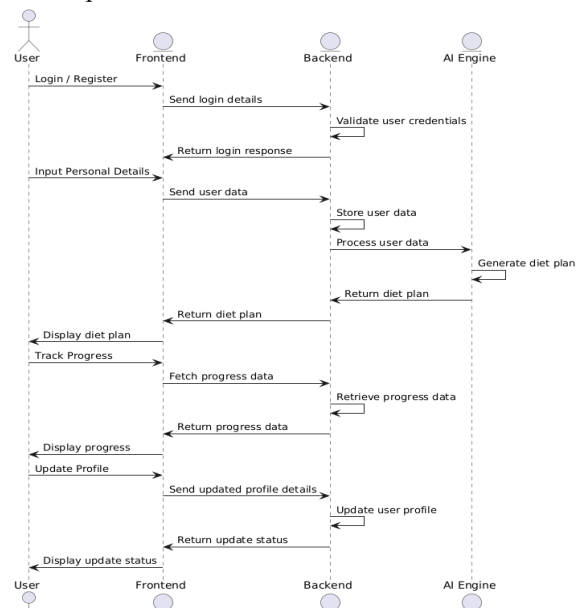 User Frontend Backend AI Engine
Login / Register
Send login details
Validate user credentials
Return login response
Input Personal Details
Send user data
Store user data
Process user data
Generate diet plan
Return diet plan
Return diet plan
Display diet plan
Track Progress
Fetch progress data
Retrieve progress data
Return progress data
Display progress
Update Profile
Send updated profile details
Update user profile
Return update status
Display update status
User Frontend Backend AI Engine